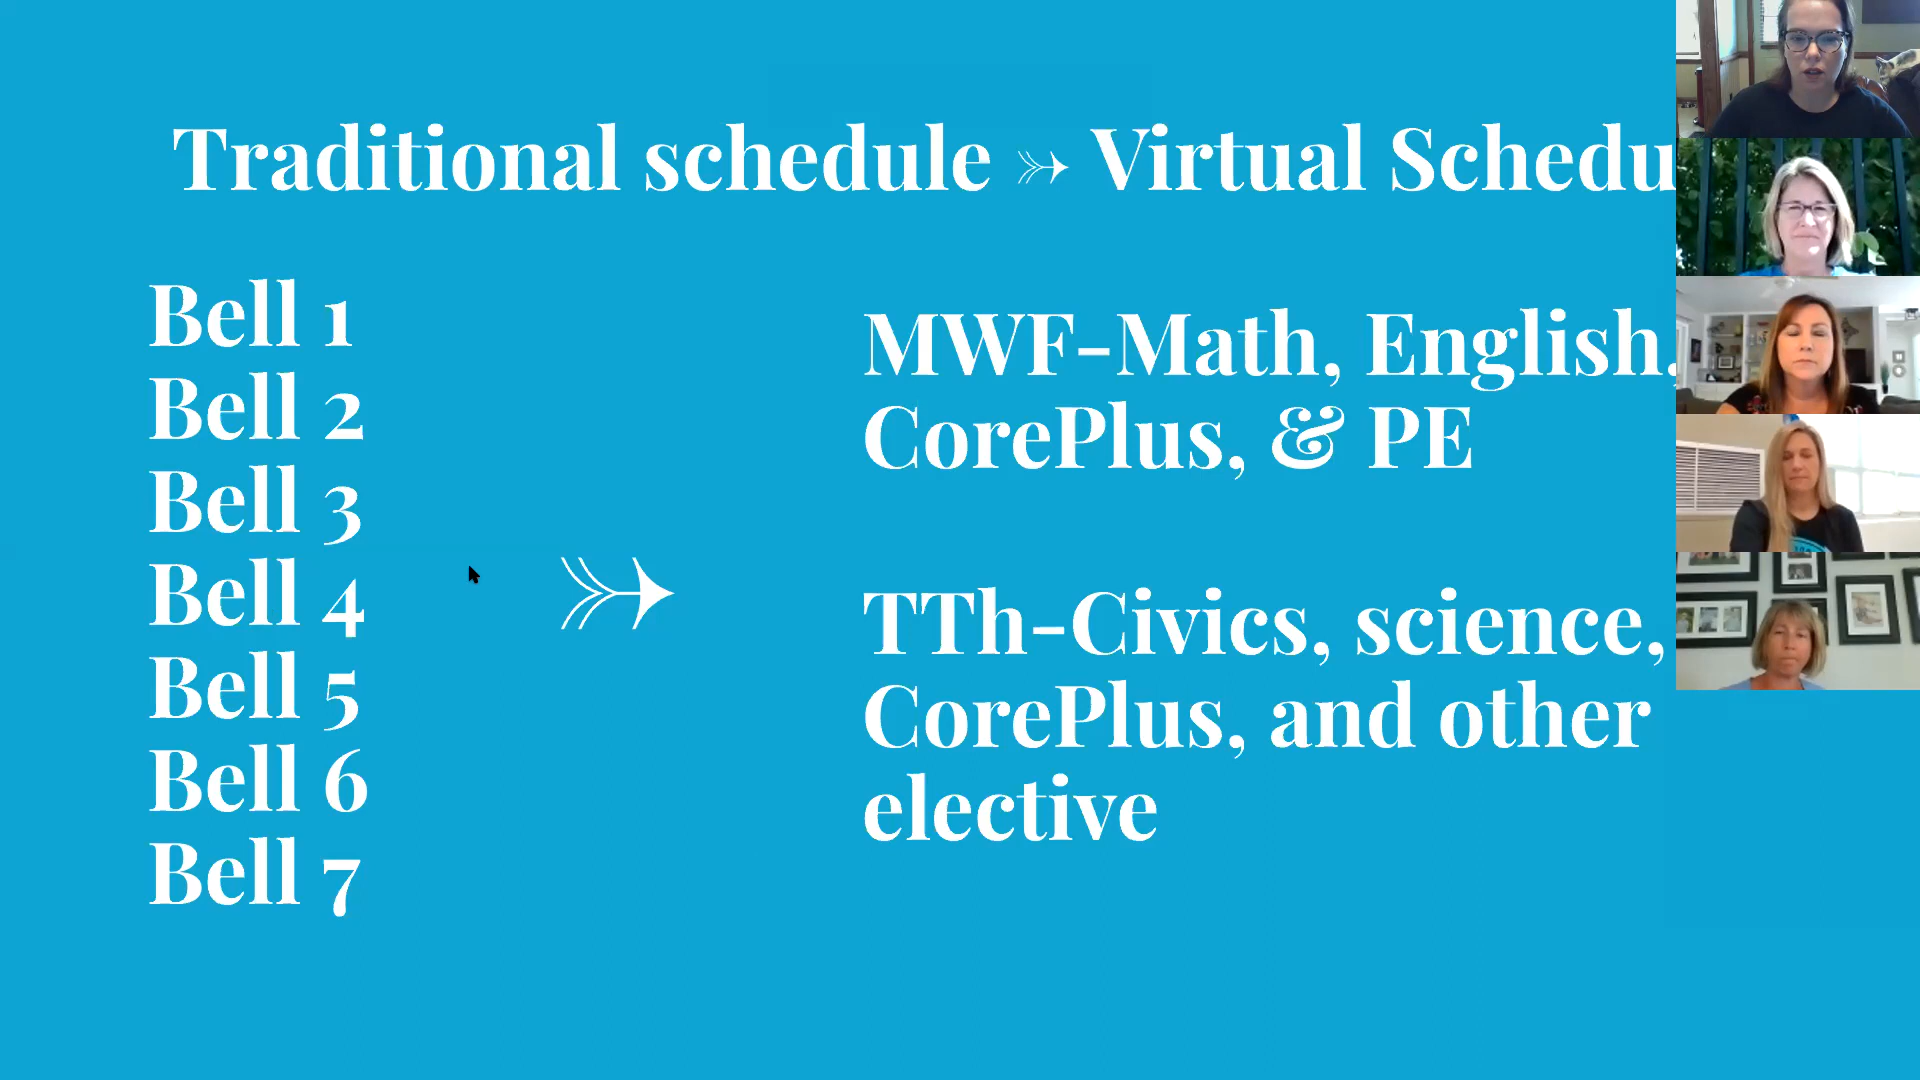 Traditional schedule Virtual Schedu
Bell 1
Bell 2
Bell 3
Bell 4
Bell 5
Bell 6
Bell 7
MWF-Math, English,
CorePlus, & PE
TTh-Civics, science,
CorePlus, and other
elective